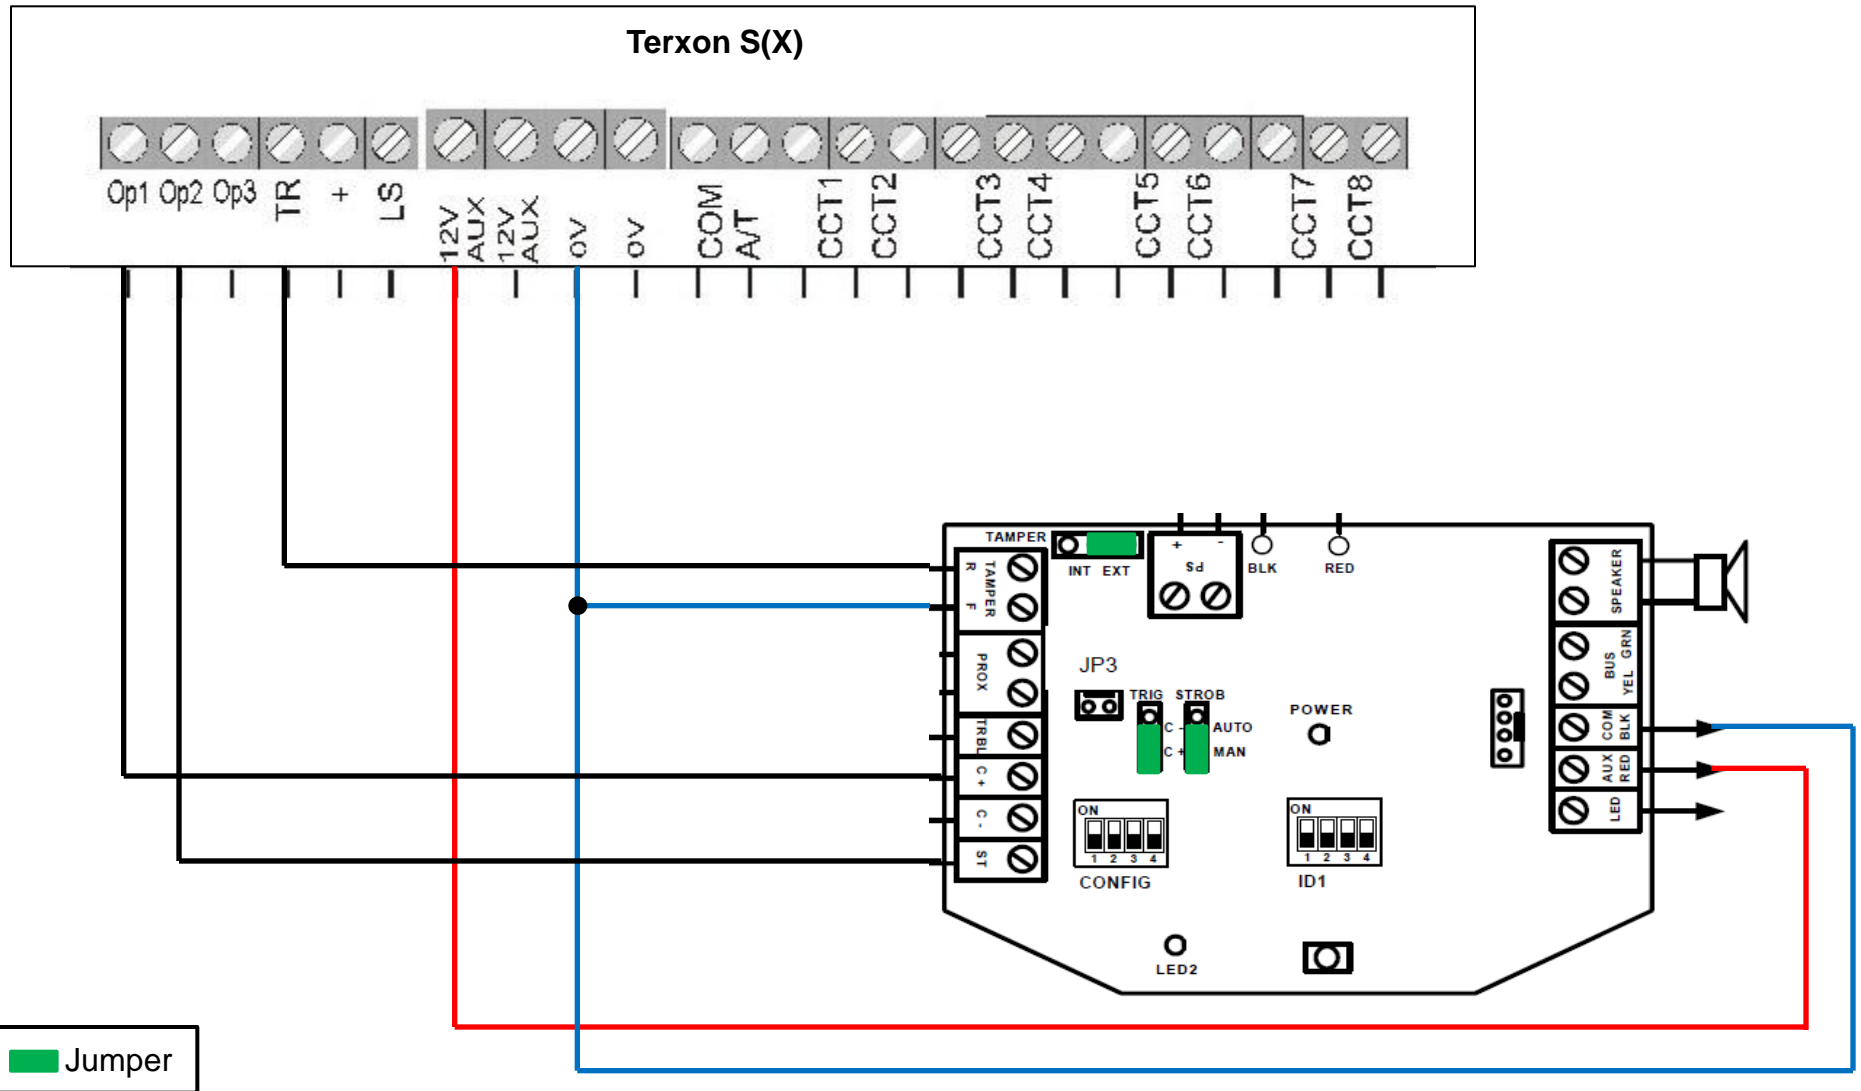 Terxon S(X)
Op1 Op2 Op3 TR + LS
12V AUX
12V AUX
0V
0V
COM
A/T
CCT1
CCT2
CCT3
CCT4
CCT5
CCT6
CCT7
CCT8
TAMPER
INT EXT
+ -
PS
BLK
RED
R
F
TAMPER
PROX
TRBL
C +
C -
ST
JP3
TRIG STROB
C - AUTO
C + MAN
POWER
ON
1 2 3 4
CONFIG
ON
1 2 3 4
ID1
LED2
SPEAKER
BUS
YEL GRN
COM
BLK
AUX
RED
LED
Jumper